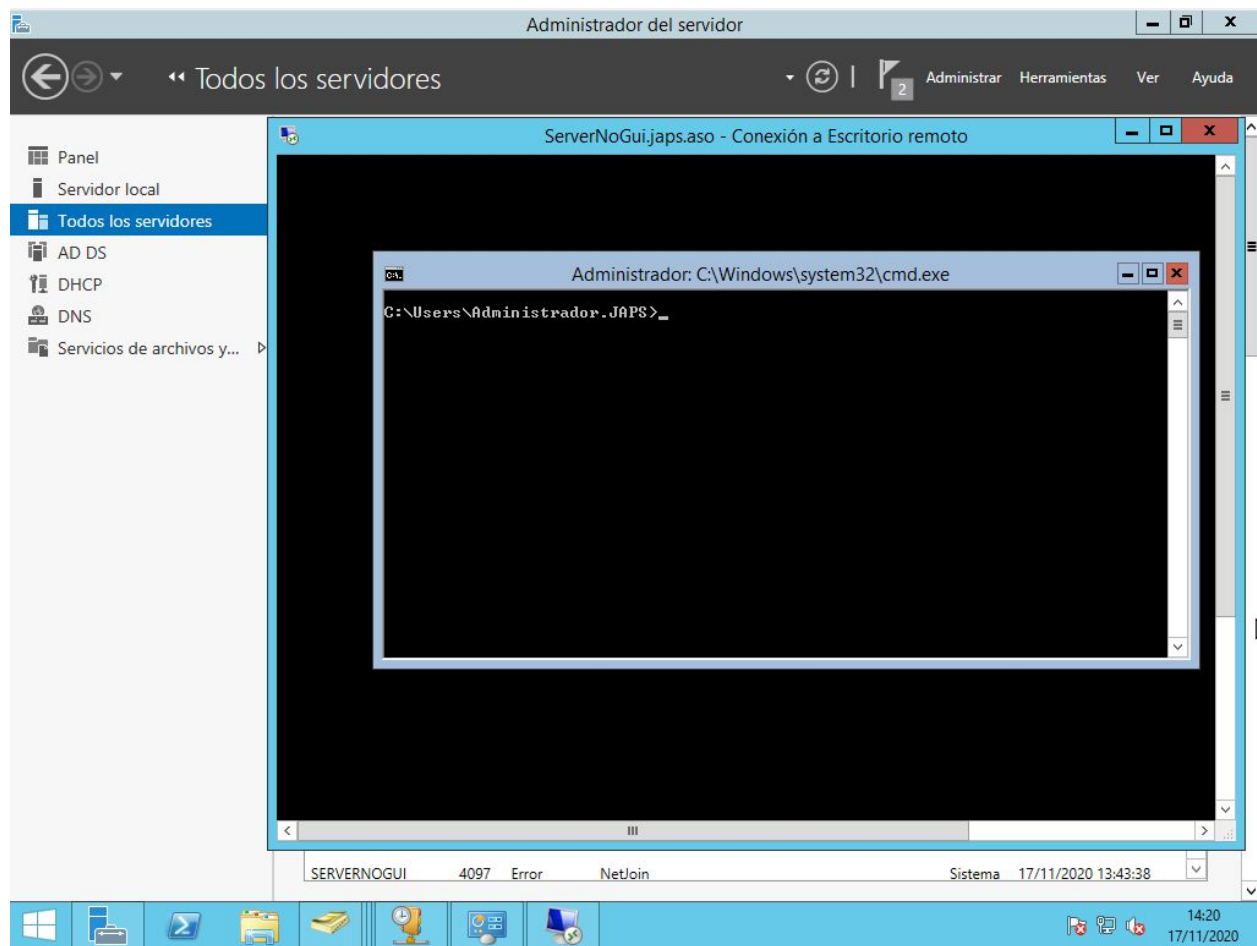 Administrador del servidor
Todos los servidores
2
Administrar Herramientas Ver Ayuda
Panel
Servidor local
Todos los servidores
AD DS
DHCP
DNS
Servicios de archivos y...
ServerNoGui.japs.aso - Conexión a Escritorio remoto
Administrador: C:\Windows\system32\cmd.exe
C:\Users\Administrador.JAPS>_
SERVERNOGUI 4097 Error NetJoin Sistema 17/11/2020 13:43:38
14:20
17/11/2020